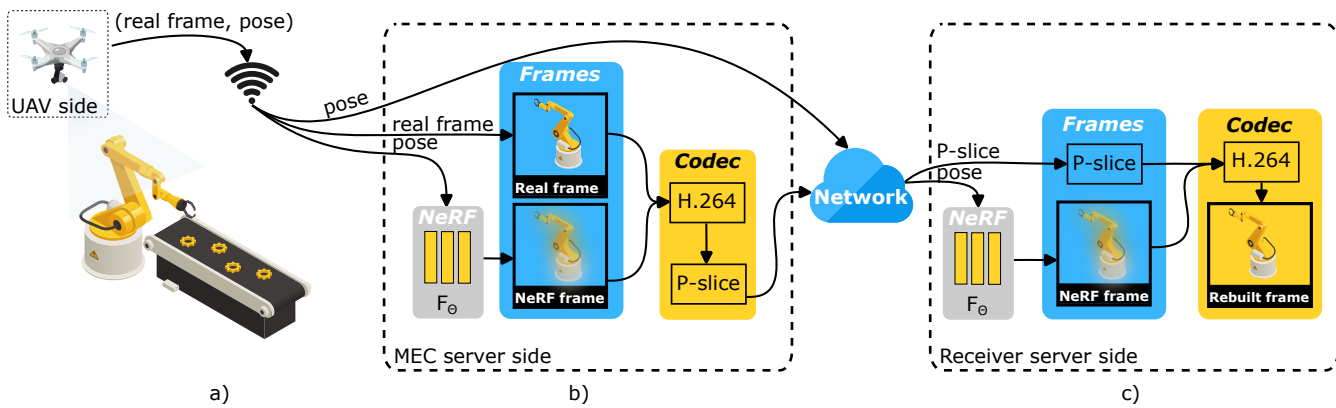 (real frame, pose)
UAV side
a)
pose
real frame
pose
Frames
Real frame
NeRF frame
NeRF
F_Θ
Codec
H.264
P-slice
MEC server side
b)
Network
P-slice
pose
NeRF
F_Θ
Frames
P-slice
NeRF frame
Codec
H.264
Rebuilt frame
Receiver server side
c)